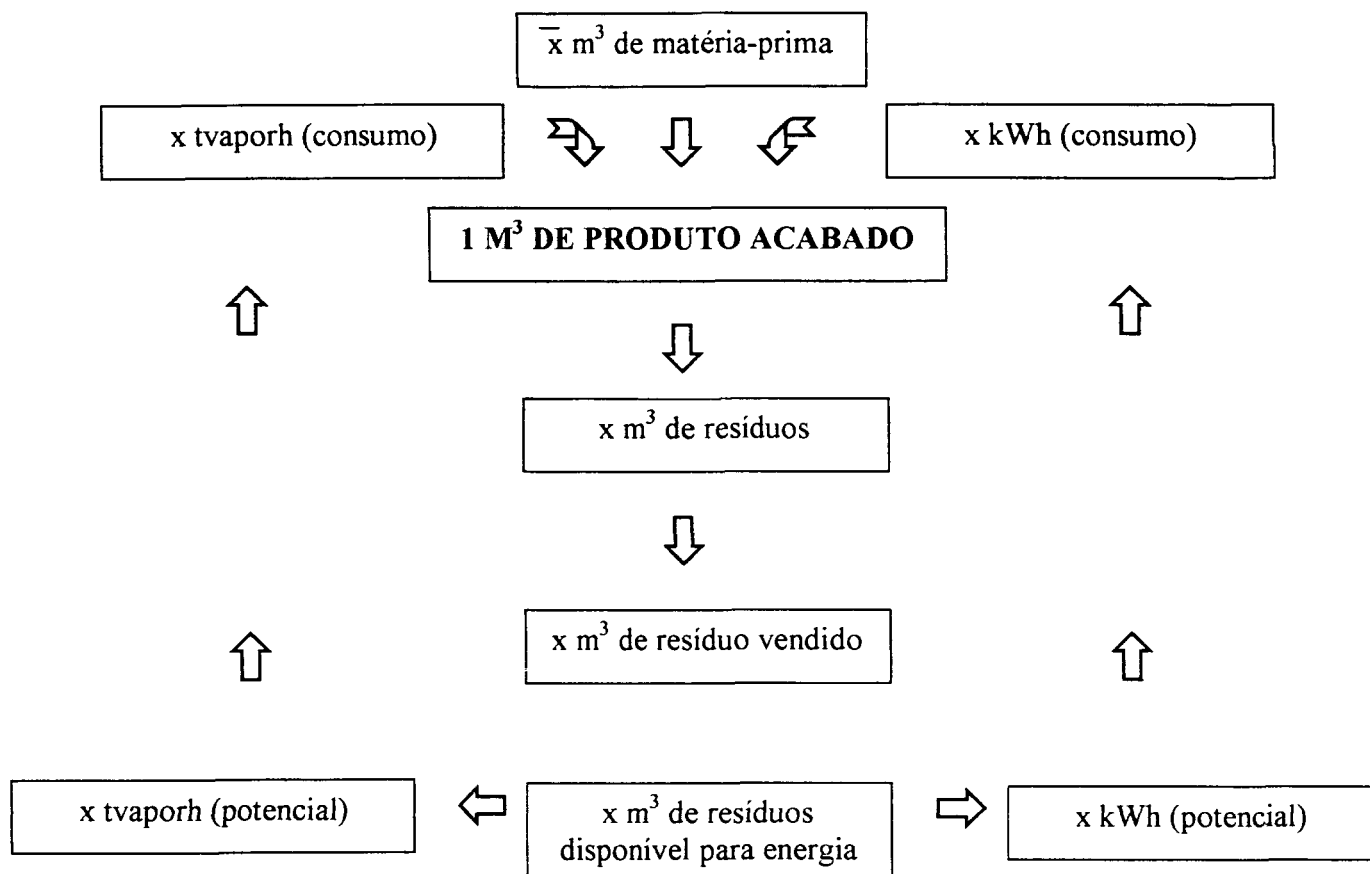 x̅ m³ de matéria-prima
x tvaporh (consumo)
x kWh (consumo)
1 M³ DE PRODUTO ACABADO
x m³ de resíduos
x m³ de resíduo vendido
x tvaporh (potencial)
x m³ de resíduos
disponível para energia
x kWh (potencial)